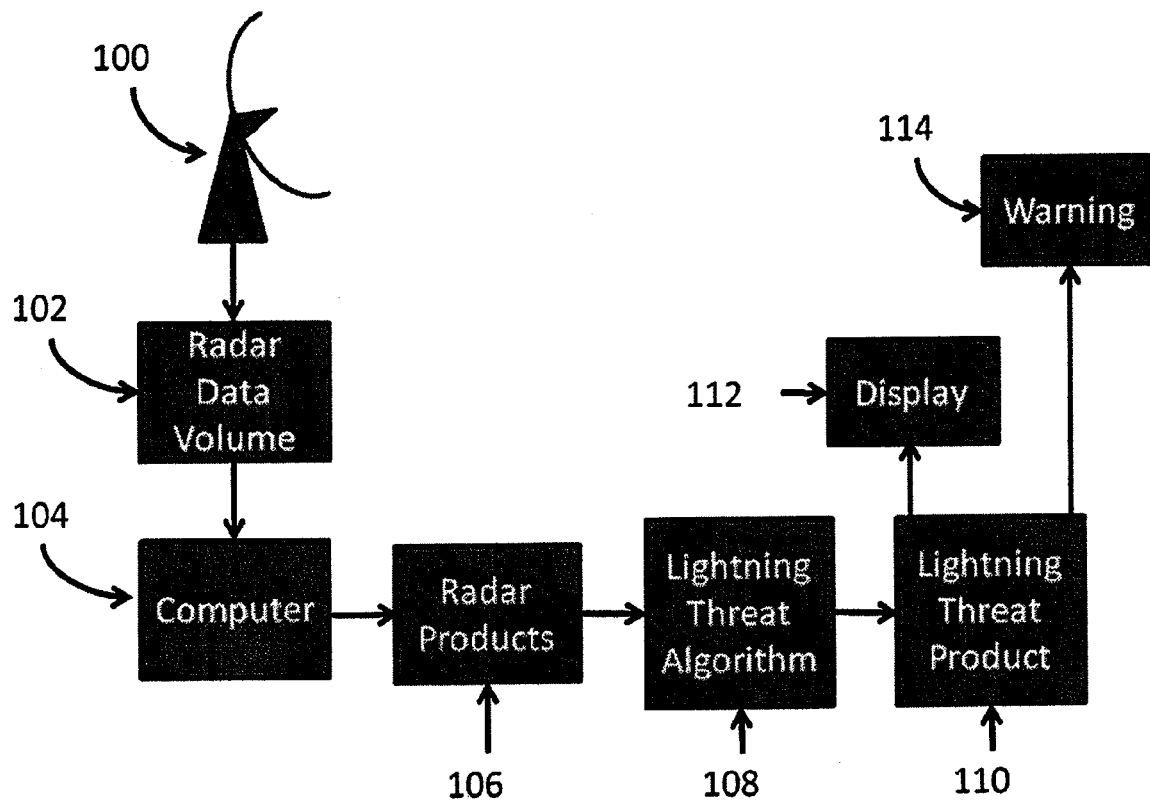 100
114
Warning
102
Radar
Data
Volume
112
Display
104
Computer
Radar
Products
Lightning
Threat
Algorithm
Lightning
Threat
Product
106
108
110